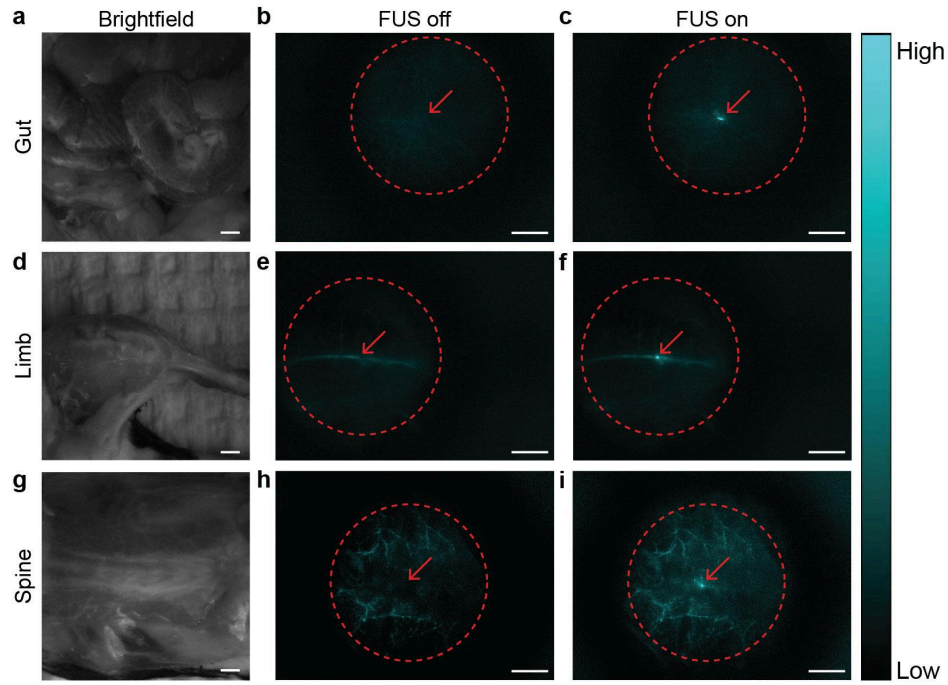 a Brightfield b FUS off c FUS on
High
Gut
d e f
Limb
g h i
Spine
Low